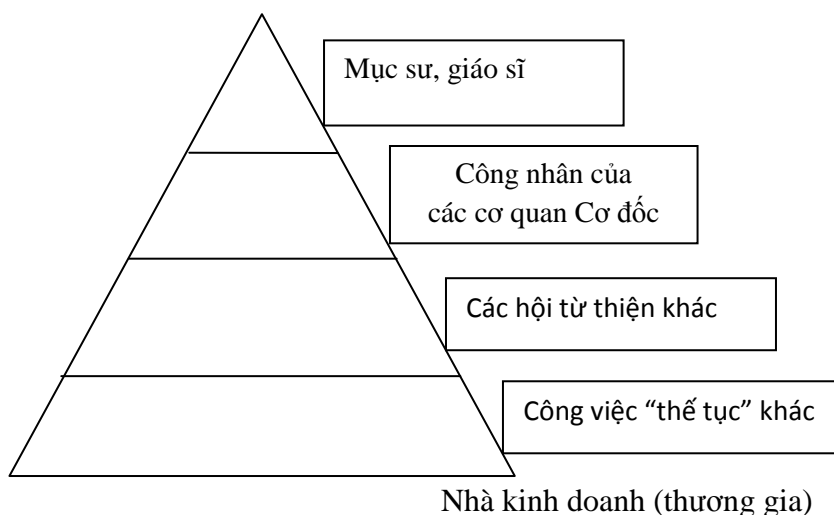 Mục sư, giáo sĩ
Công nhân của
các cơ quan Cơ đốc
Các hội từ thiện khác
Công việc “thế tục” khác
Nhà kinh doanh (thương gia)